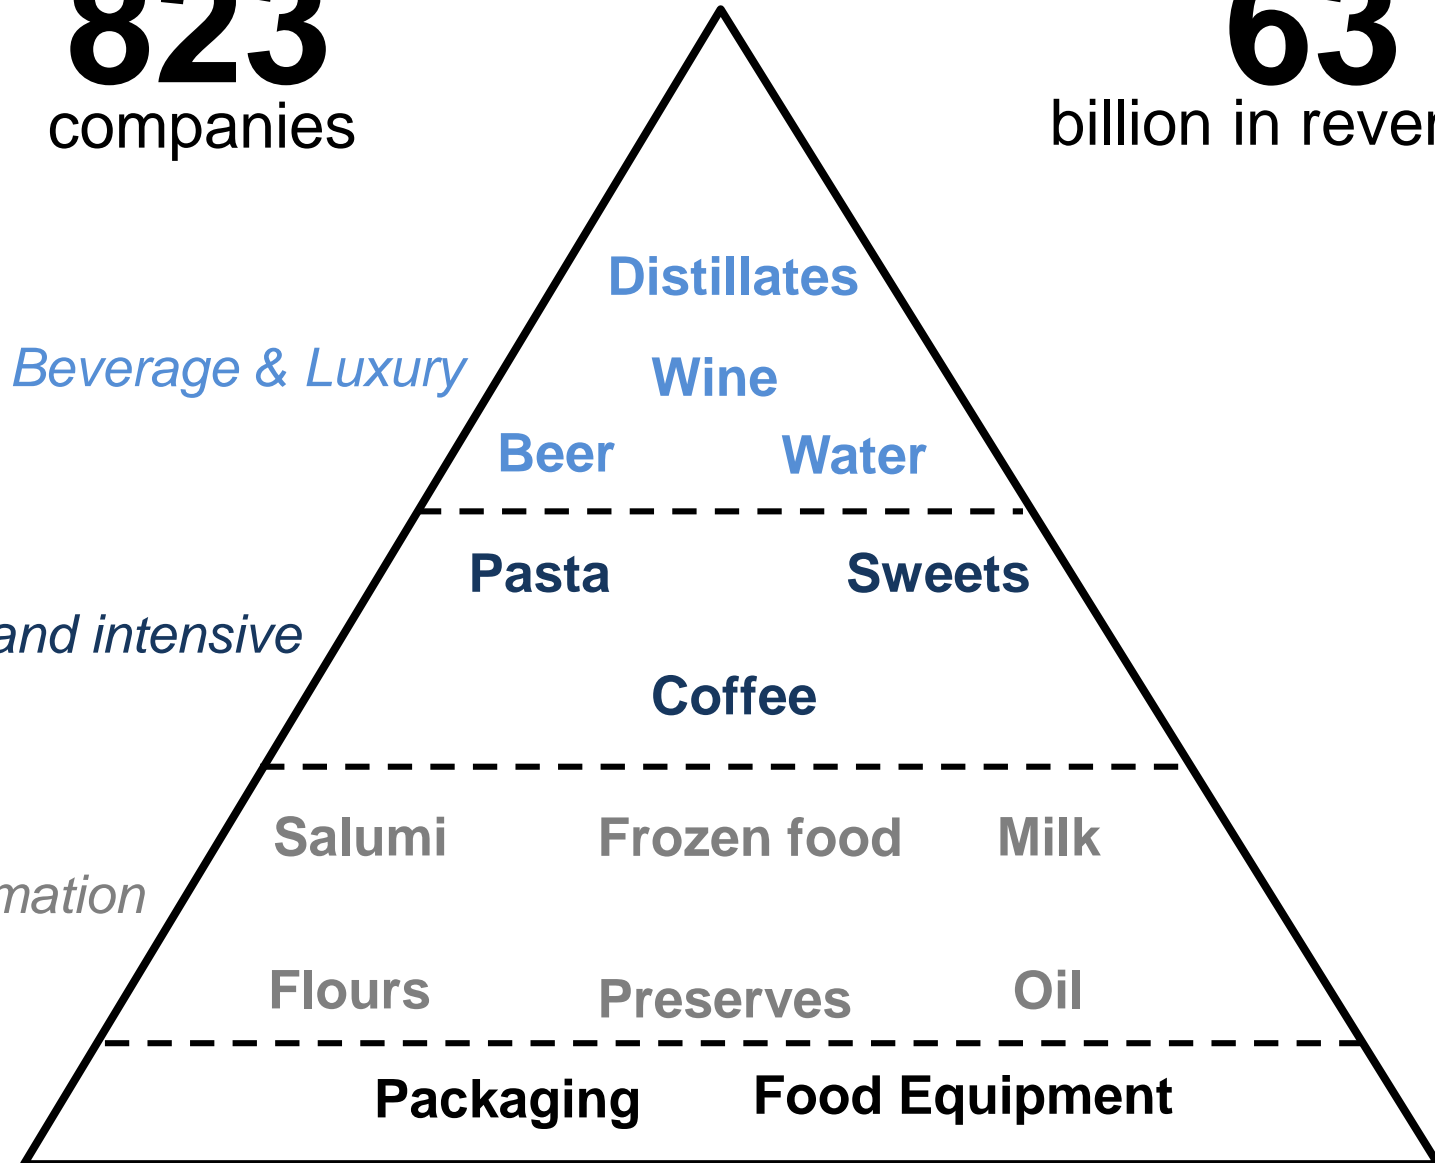 823
63
companies
billion in reven
Distillates
Beverage & Luxury
Wine
Beer Water
Pasta Sweets
and intensive
Coffee
Salumi Frozen food Milk
mation
Flours Preserves Oil
Packaging Food Equipment